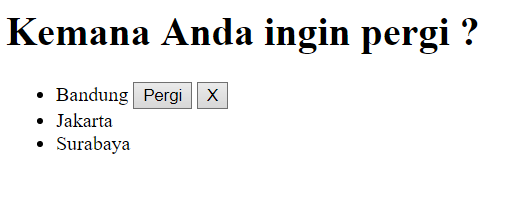 Kemana Anda ingin pergi ?
Bandung Pergi X
Jakarta
Surabaya